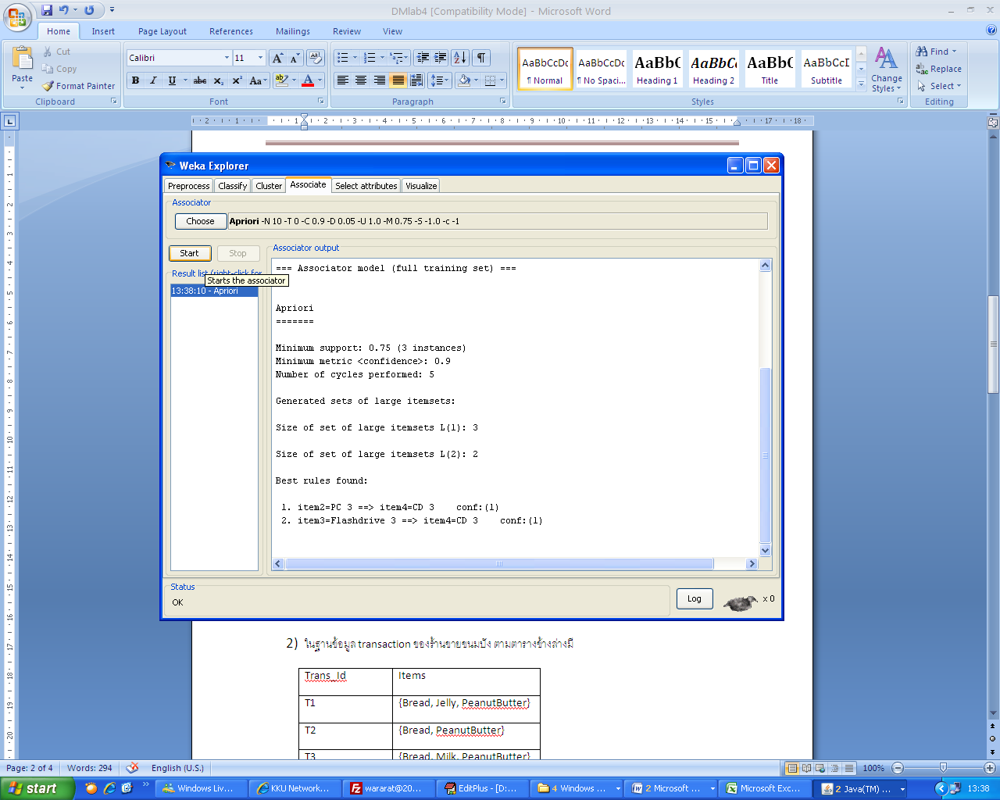 DMlab4 [Compatibility Mode] - Microsoft Word
Home Insert Page Layout References Mailings Review View
Paste
Cut
Copy
Format Painter
Clipboard
Calibri 11
B I U abc x₂ x² Aa
Font
Paragraph
AaBbCcDc AaBbCcDc AaBbC AaBbCc AaBbC AaBbCcI
¶ Normal ¶ No Spaci... Heading 1 Heading 2 Title Subtitle
Change Styles
Styles
Find
Replace
Select
Editing
Weka Explorer
Preprocess Classify Cluster Associate Select attributes Visualize
Associator
Choose Apriori -N 10 -T 0 -C 0.9 -D 0.05 -U 1.0 -M 0.75 -S -1.0 -c -1
Start Stop
Result list (right-click for
Starts the associator
13:38:10 - Apriori
Associator output
=== Associator model (full training set) ===
Apriori
=======
Minimum support: 0.75 (3 instances)
Minimum metric <confidence>: 0.9
Number of cycles performed: 5
Generated sets of large itemsets:
Size of set of large itemsets L(1): 3
Size of set of large itemsets L(2): 2
Best rules found:
1. item2=PC 3 ==> item4=CD 3 conf:(1)
2. item3=Flashdrive 3 ==> item4=CD 3 conf:(1)
Status
OK
Log x 0
2) ในฐานข้อมูล transaction ของร้านขายขนมปัง ตามตารางข้างล่างมี
Trans_Id Items
T1 {Bread, Jelly, PeanutButter}
T2 {Bread, PeanutButter}
T3 {Bread, Milk, PeanutButter}
Page: 2 of 4 Words: 294 English (U.S.) 100%
start Windows Liv... KKU Network... wararat@20... EditPlus - [D:... 4 Windows ... 2 Microsoft ... Microsoft Exc... 2 Java(TM) ... 13:38